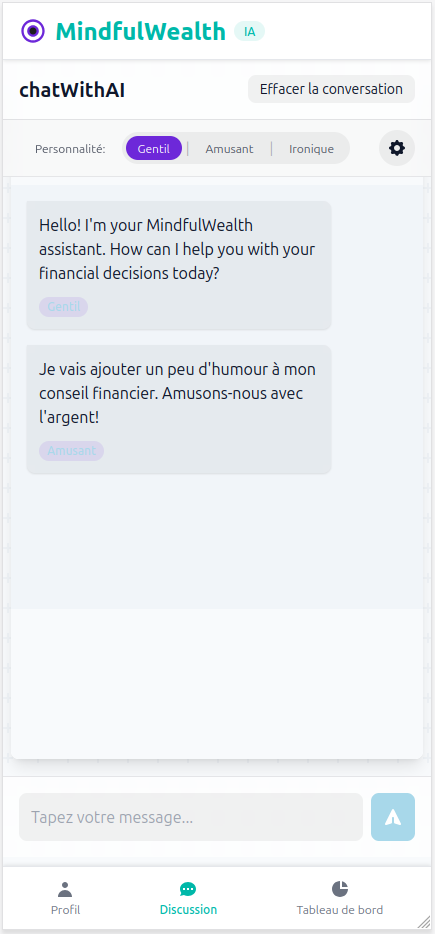 MindfulWealth IA
chatWithAI
Effacer la conversation
Personnalité: Gentil | Amusant | Ironique
Hello! I'm your MindfulWealth
assistant. How can I help you with your
financial decisions today?
Gentil
Je vais ajouter un peu d'humour à mon
conseil financier. Amusons-nous avec
l'argent!
Amusant
Tapez votre message...
Profil
Discussion
Tableau de bord